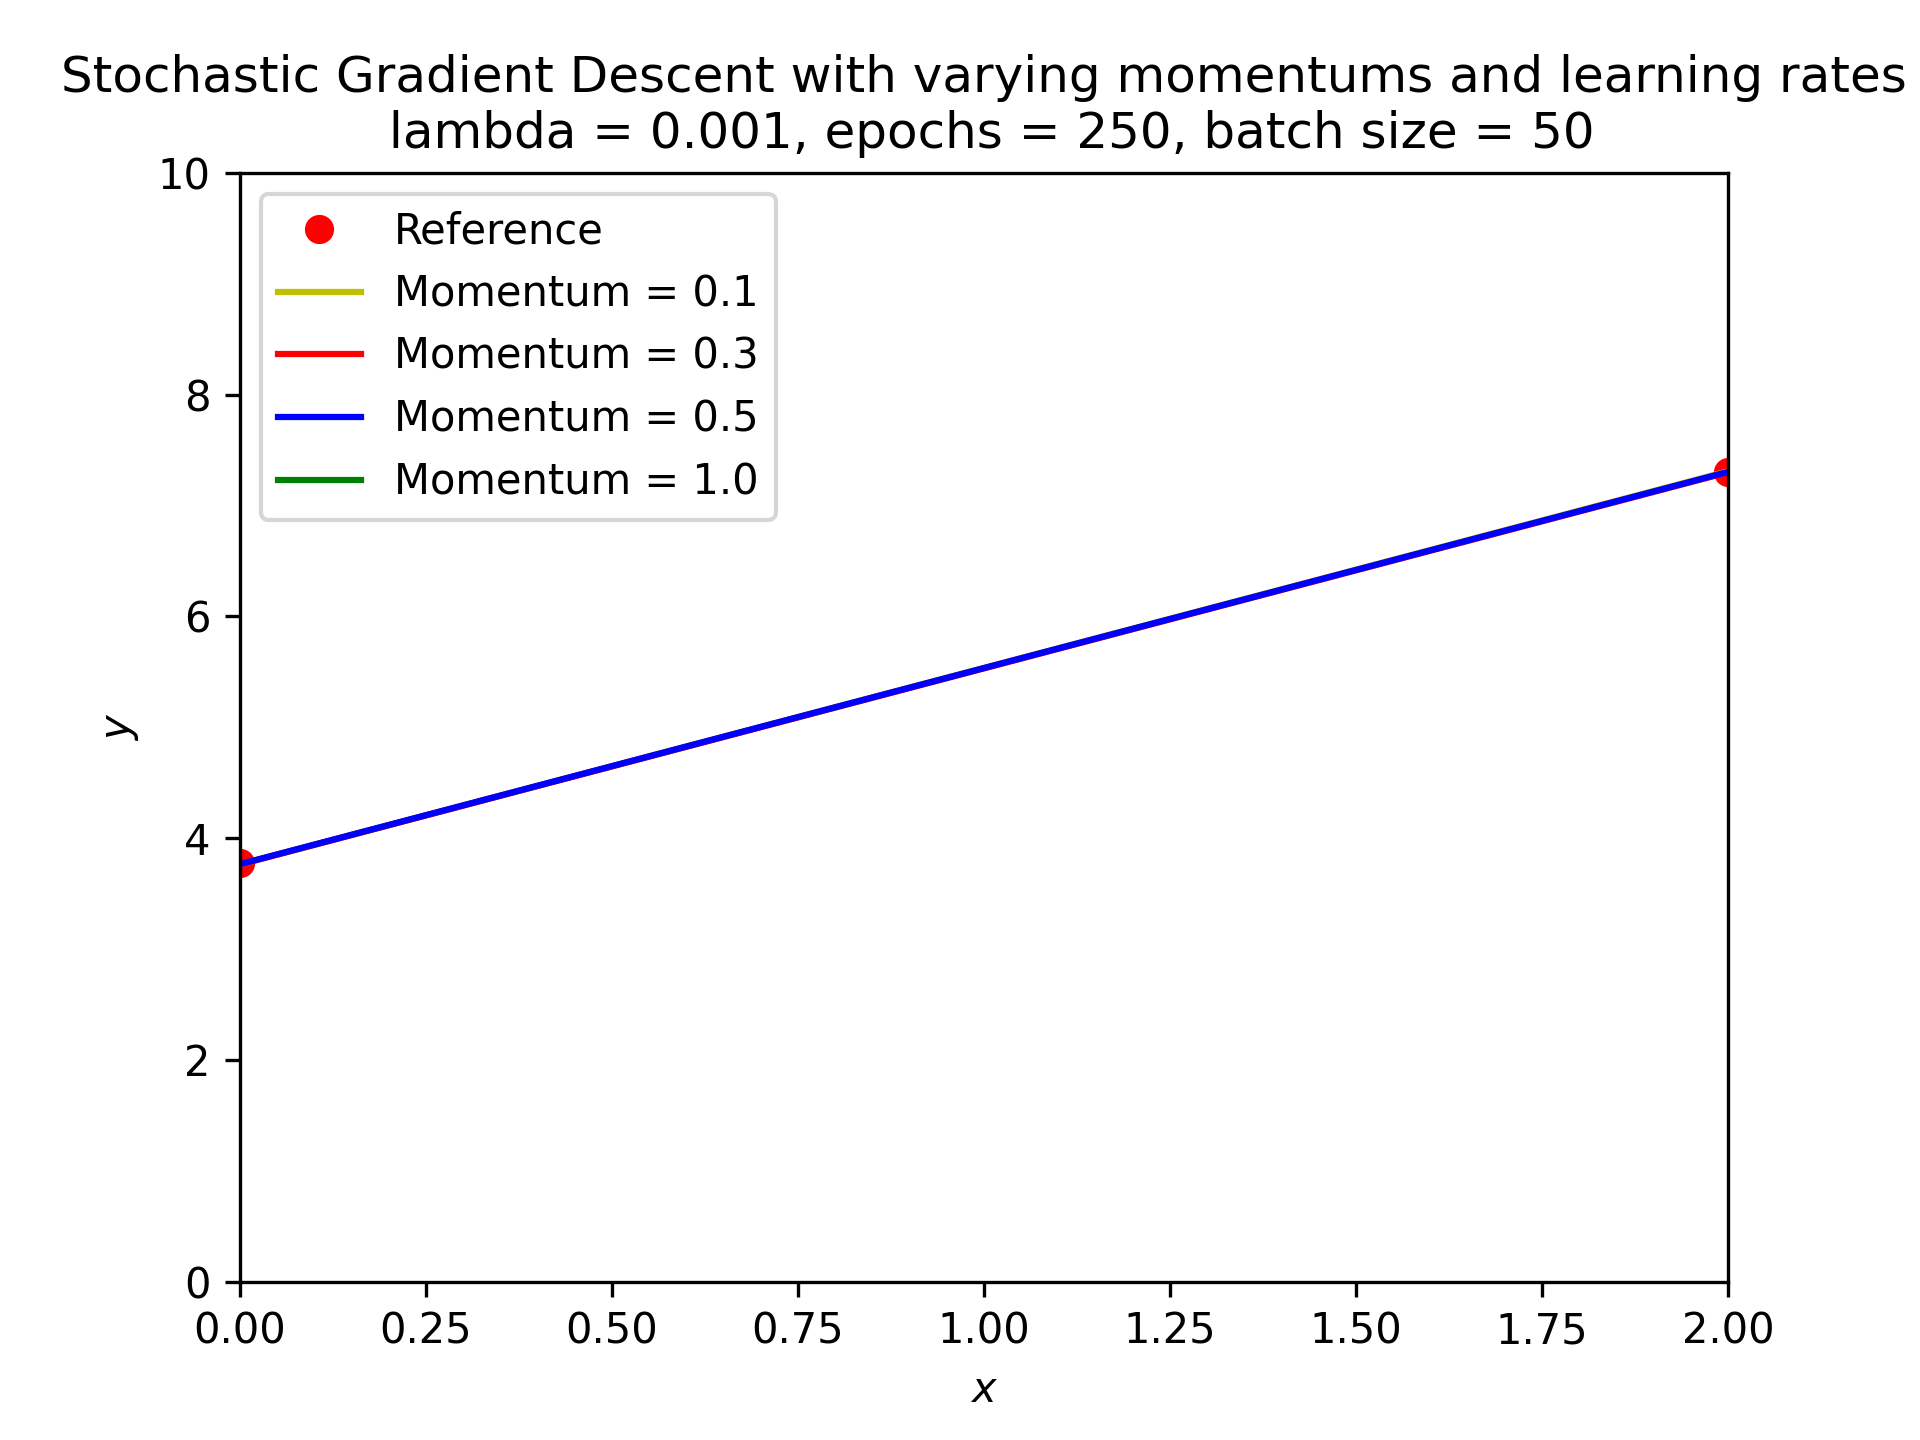 Stochastic Gradient Descent with varying momentums and learning rates
lambda = 0.001, epochs = 250, batch size = 50
10
8
6
4
2
0
y
Reference
Momentum = 0.1
Momentum = 0.3
Momentum = 0.5
Momentum = 1.0
0.00 0.25 0.50 0.75 1.00 1.25 1.50 1.75 2.00
x